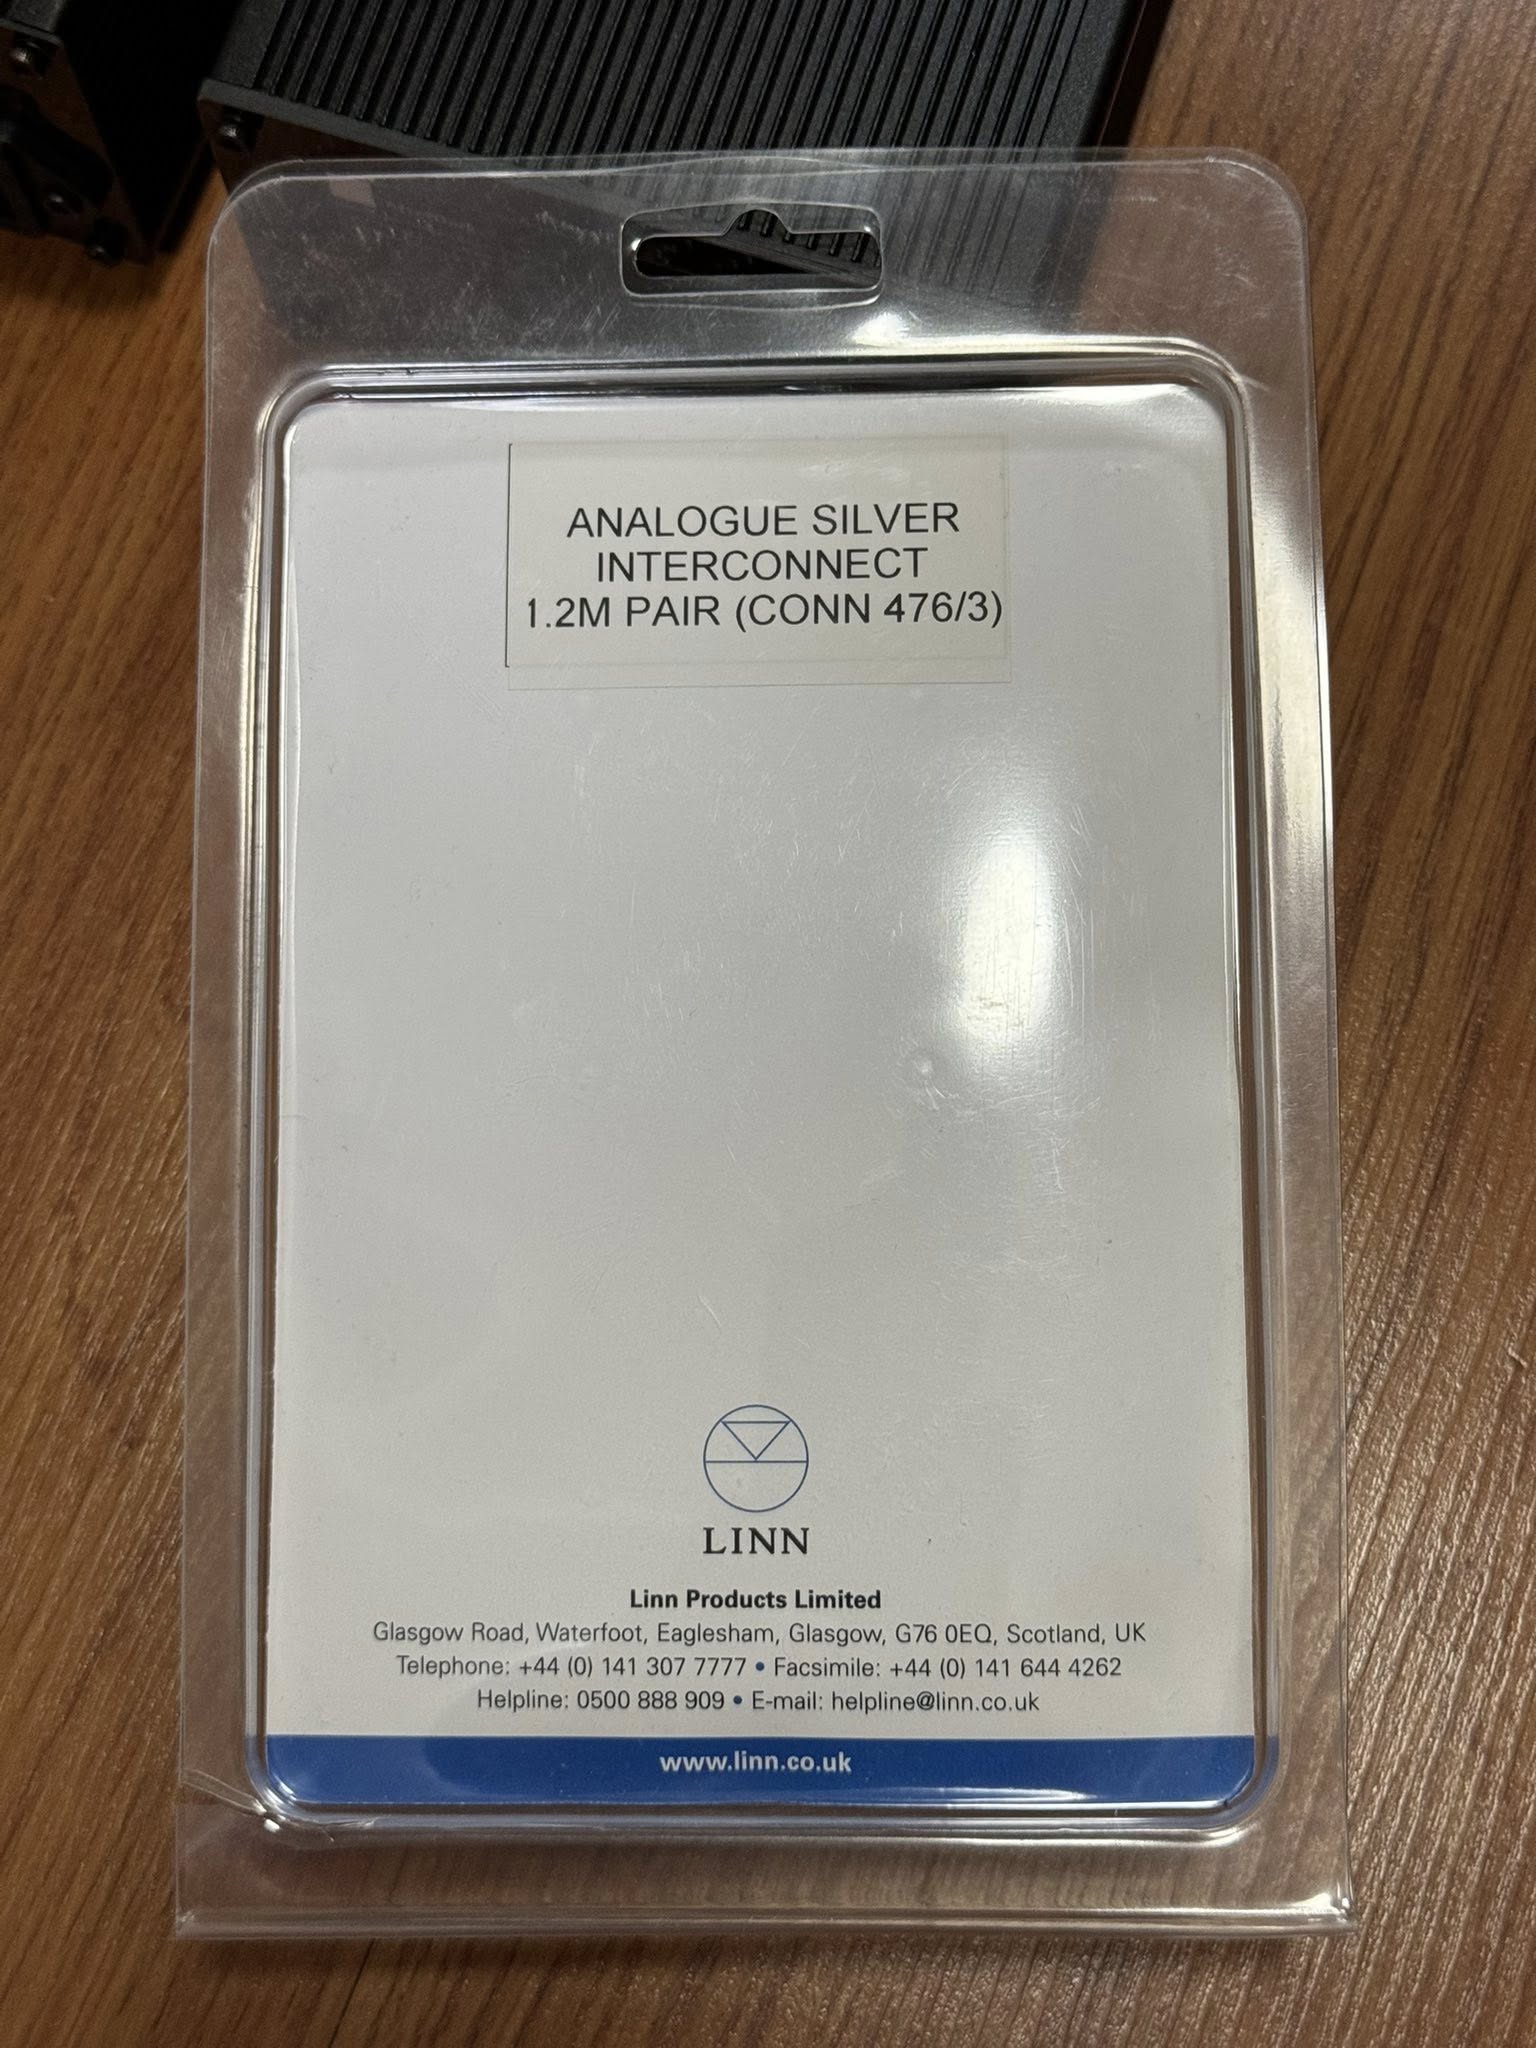 ANALOGUE SILVER
INTERCONNECT
1.2M PAIR (CONN 476/3)
LINN
Linn Products Limited
Glasgow Road, Waterfoot, Eaglesham, Glasgow, G76 0EQ, Scotland, UK
Telephone: +44 (0) 141 307 7777 • Facsimile: +44 (0) 141 644 4262
Helpline: 0500 888 909 • E-mail: helpline@linn.co.uk
www.linn.co.uk